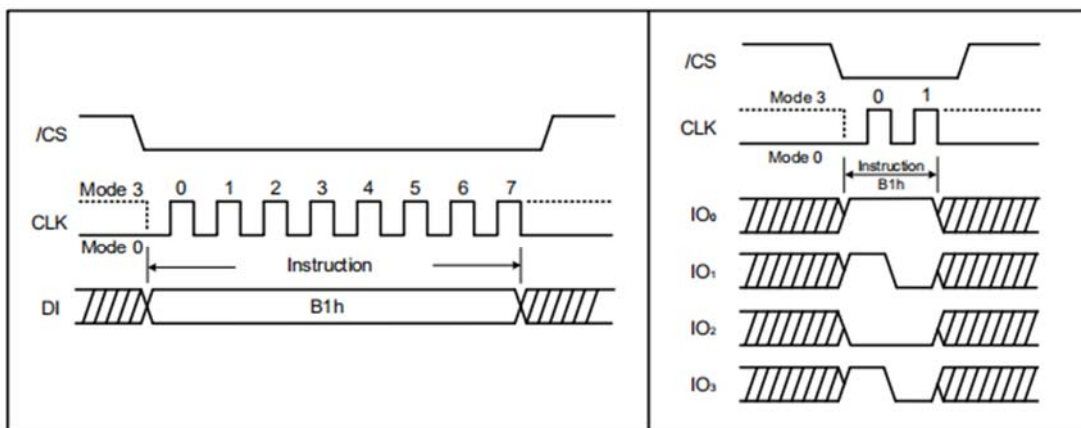 /CS
Mode 3 0 1 2 3 4 5 6 7
CLK
Mode 0
Instruction
DI B1h
/CS
Mode 3 0 1
CLK
Mode 0
Instruction
B1h
IO₀
IO₁
IO₂
IO₃